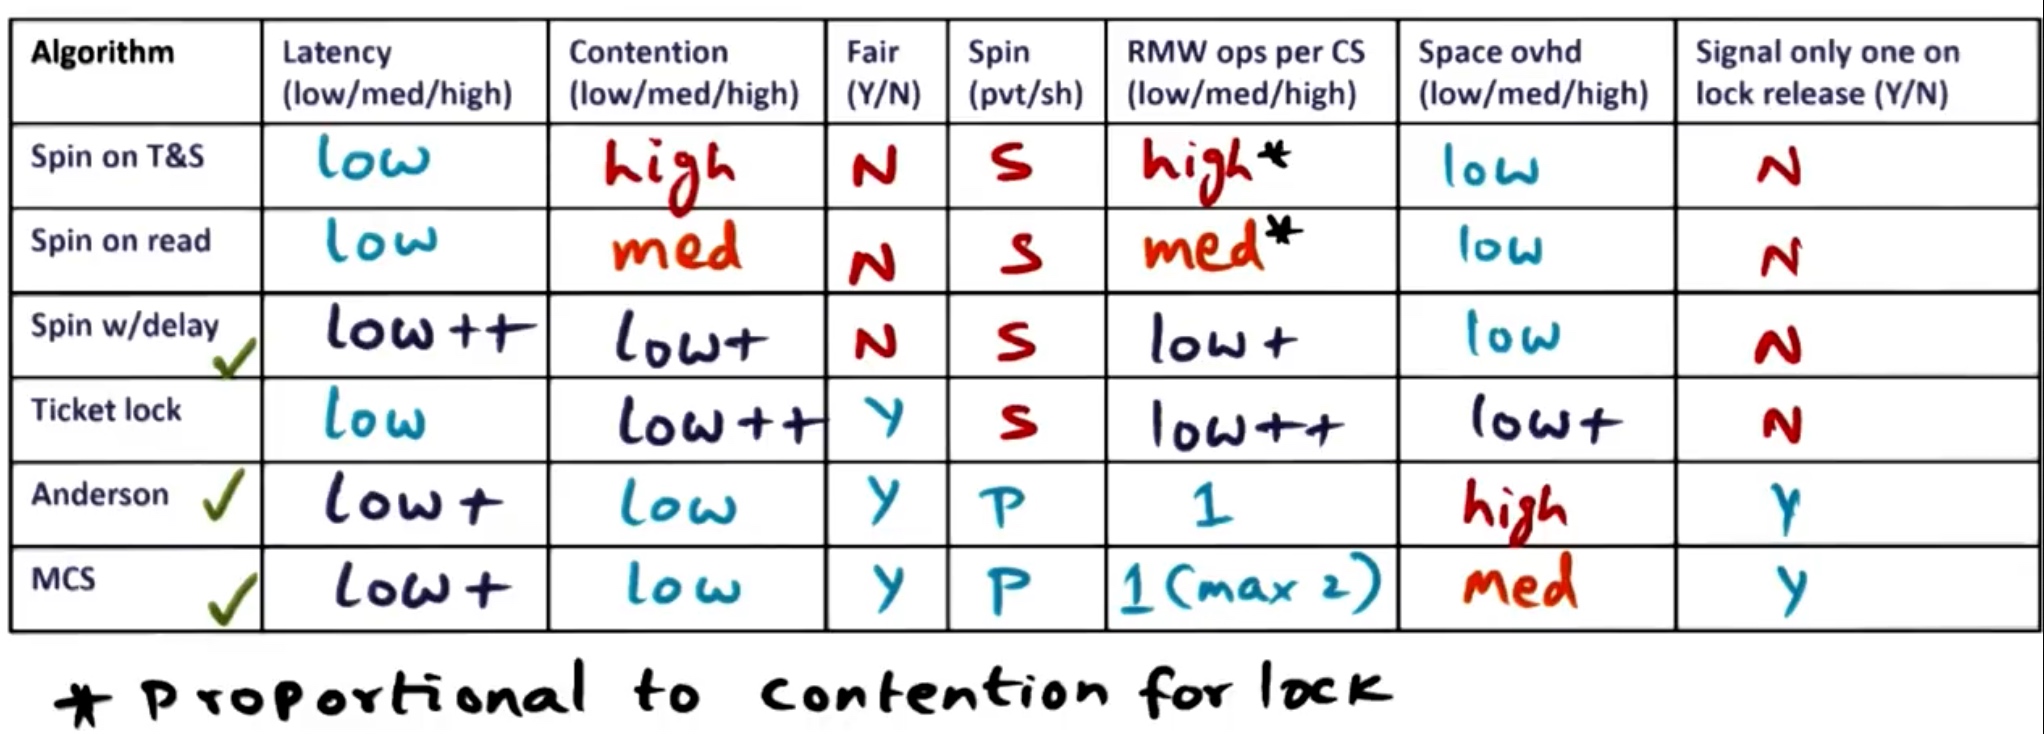 Algorithm Latency (low/med/high) Contention (low/med/high) Fair (Y/N) Spin (pvt/sh) RMW ops per CS (low/med/high) Space ovhd (low/med/high) Signal only one on lock release (Y/N)
Spin on T&S low high N S high* low N
Spin on read low med N S med* low N
Spin w/delay ✓ low++ low+ N S low+ low N
Ticket lock low low++ Y S low++ low+ N
Anderson ✓ low+ low Y P 1 high Y
MCS ✓ low+ low Y P 1 (max 2) med Y
* proportional to contention for lock